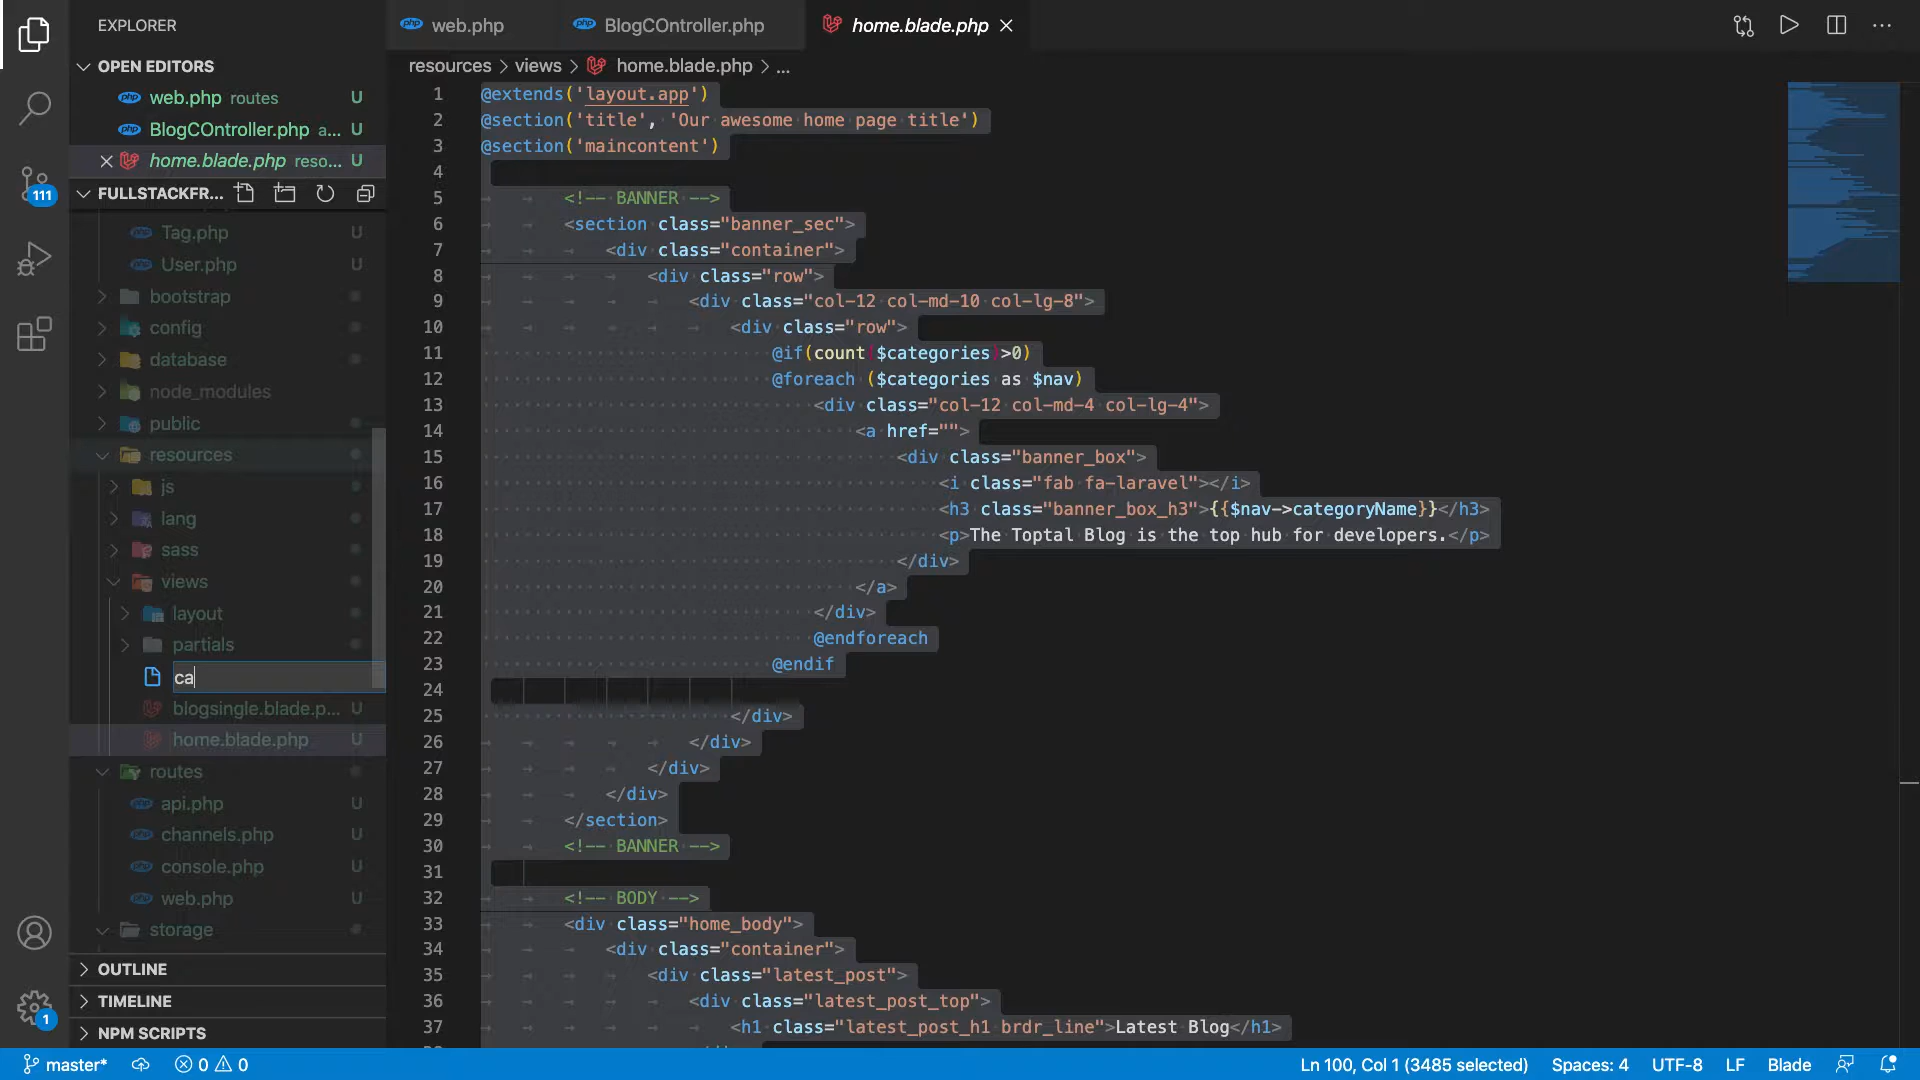 EXPLORER
OPEN EDITORS
web.php routes U
BlogCOntroller.php a... U
home.blade.php reso... U
FULLSTACKFR...
Tag.php U
User.php U
bootstrap
config
database
node_modules
public
resources
js
lang
sass
views
layout
partials
ca
blogsingle.blade.p... U
home.blade.php U
routes
api.php U
channels.php U
console.php U
web.php U
storage
OUTLINE
TIMELINE
NPM SCRIPTS
111
1
web.php
BlogCOntroller.php
home.blade.php
resources > views > home.blade.php > ...
1 @extends('layout.app')
2 @section('title', 'Our awesome home page title')
3 @section('maincontent')
4
5 <!-- BANNER -->
6 <section class="banner_sec">
7 <div class="container">
8 <div class="row">
9 <div class="col-12 col-md-10 col-lg-8">
10 <div class="row">
11 @if(count($categories)>0)
12 @foreach ($categories as $nav)
13 <div class="col-12 col-md-4 col-lg-4">
14 <a href="">
15 <div class="banner_box">
16 <i class="fab fa-laravel"></i>
17 <h3 class="banner_box_h3">{{$nav->categoryName}}</h3>
18 <p>The Toptal Blog is the top hub for developers.</p>
19 </div>
20 </a>
21 </div>
22 @endforeach
23 @endif
24
25 </div>
26 </div>
27 </div>
28 </div>
29 </section>
30 <!-- BANNER -->
31
32 <!-- BODY -->
33 <div class="home_body">
34 <div class="container">
35 <div class="latest_post">
36 <div class="latest_post_top">
37 <h1 class="latest_post_h1 brdr_line">Latest Blog</h1>
master* 0 0 Ln 100, Col 1 (3485 selected) Spaces: 4 UTF-8 LF Blade